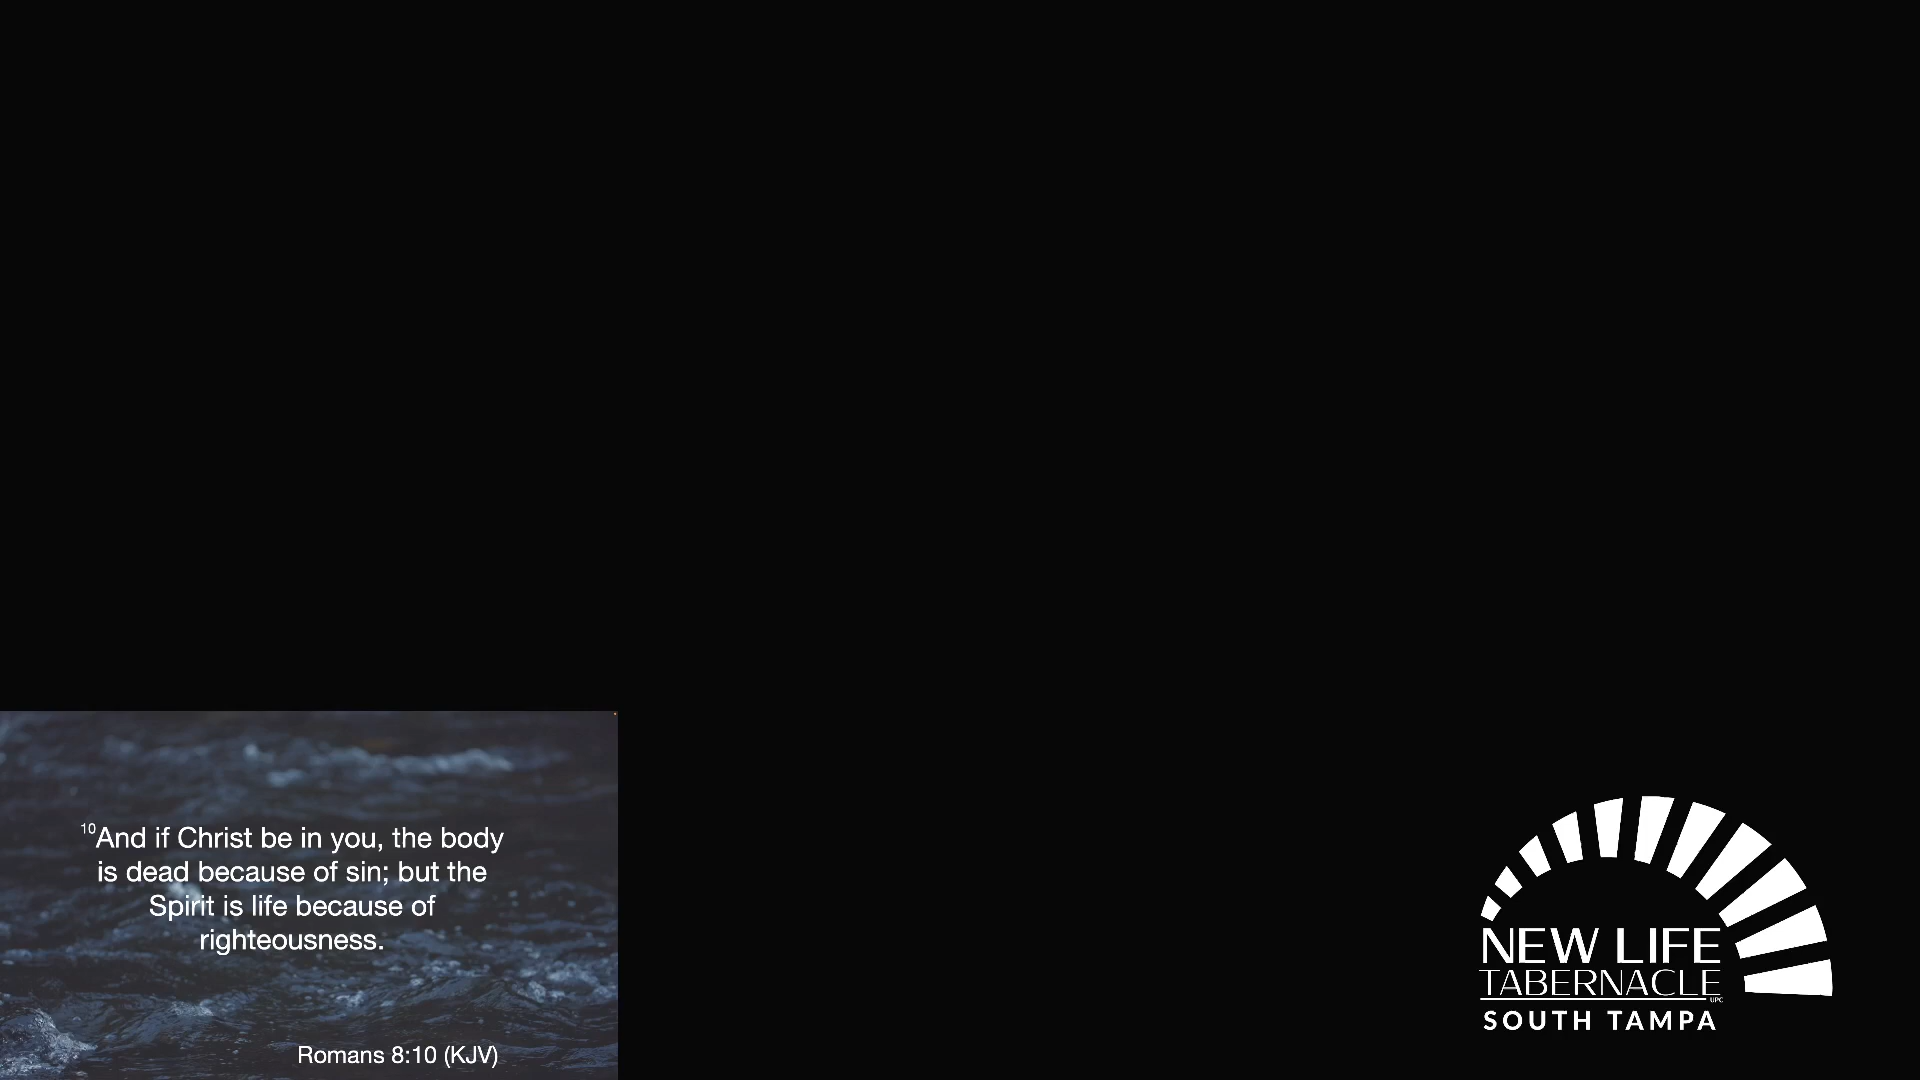 10And if Christ be in you, the body
is dead because of sin; but the
Spirit is life because of
righteousness.
Romans 8:10 (KJV)
NEW LIFE
TABERNACLE
UPC
SOUTH TAMPA